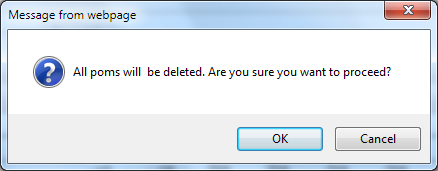 Message from webpage
All poms will  be deleted. Are you sure you want to proceed?
OK
Cancel